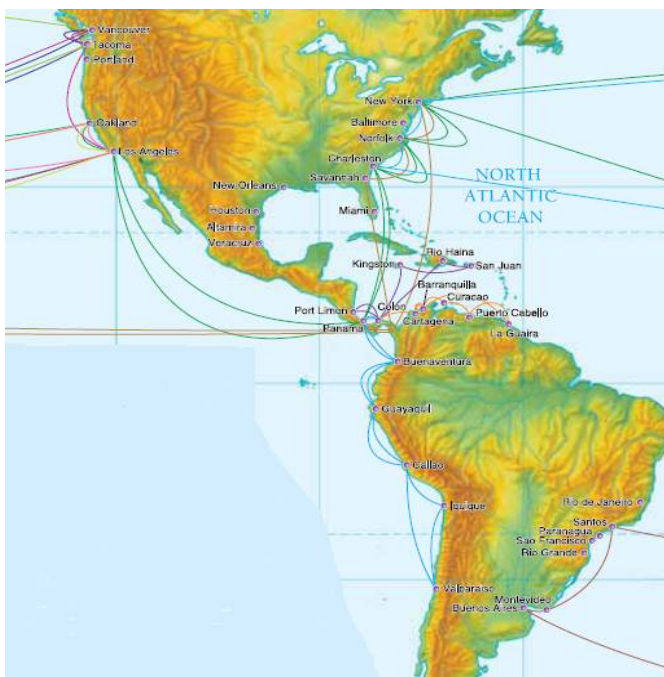 Vancouver
Tacoma
Portland
New York
Baltimore
Norfolk
Oakland
Los Angeles
Charleston
Savannah
New Orleans
NORTH
ATLANTIC
OCEAN
Houston
Miami
Altamira
Veracruz
Rio Haina
Kingston
San Juan
Barranquilla
Curacao
Port Limon
Colon
Puerto Cabello
Cartagena
Panama
La Guaira
Buenaventura
Guayaquil
Callao
Iquique
Rio de Janeiro
Santos
Paranagua
Sao Francisco
Rio Grande
Valparaiso
Montevideo
Buenos Aires